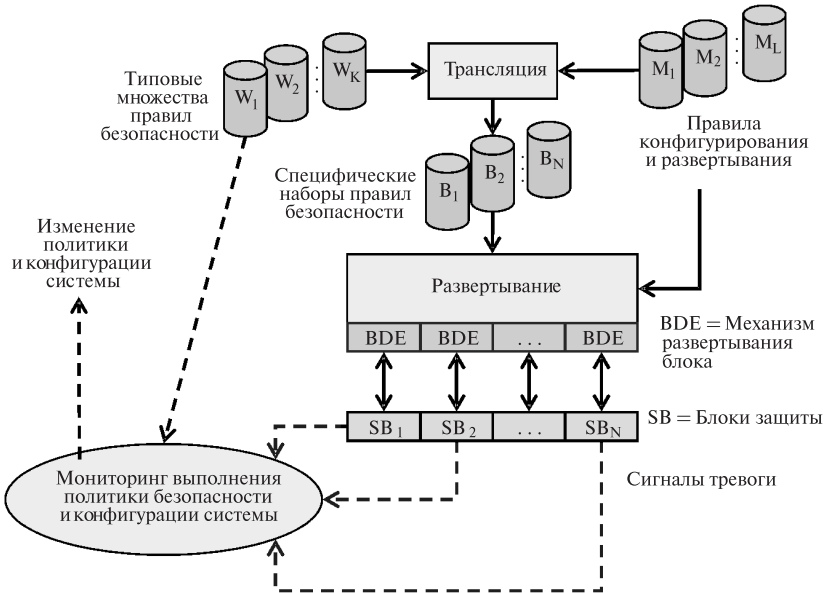 Типовые
множества
правил
безопасности
W1
W2
WK
Трансляция
M1
M2
ML
Правила
конфигурирования
и развертывания
Специфические
наборы правил
безопасности
B1
B2
BN
Изменение
политики
и конфигурации
системы
Развертывание
BDE
BDE
. . .
BDE
BDE = Механизм
развертывания
блока
SB1
SB2
. . .
SBN
SB = Блоки защиты
Мониторинг выполнения
политики безопасности
и конфигурации системы
Сигналы тревоги